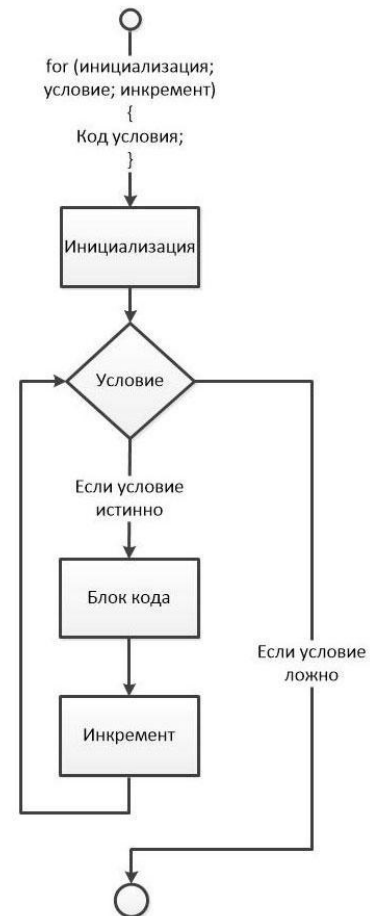 for (инициализация;
условие; инкремент)
{
Код условия;
}
Инициализация
Условие
Если условие
истинно
Блок кода
Если условие
ложно
Инкремент